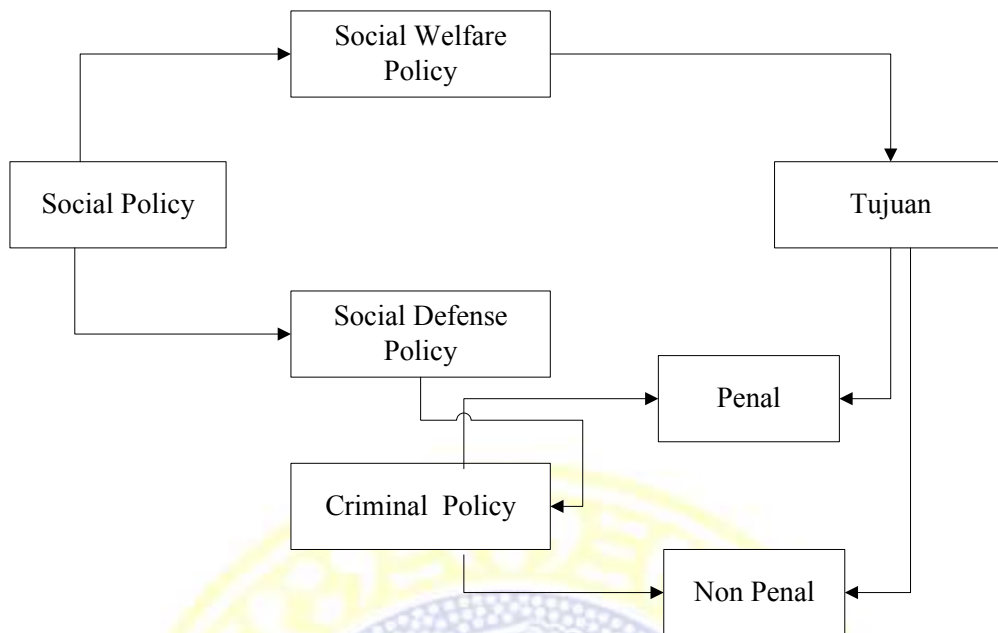 Social Welfare
Policy
Social Policy
Tujuan
Social Defense
Policy
Penal
Criminal Policy
Non Penal